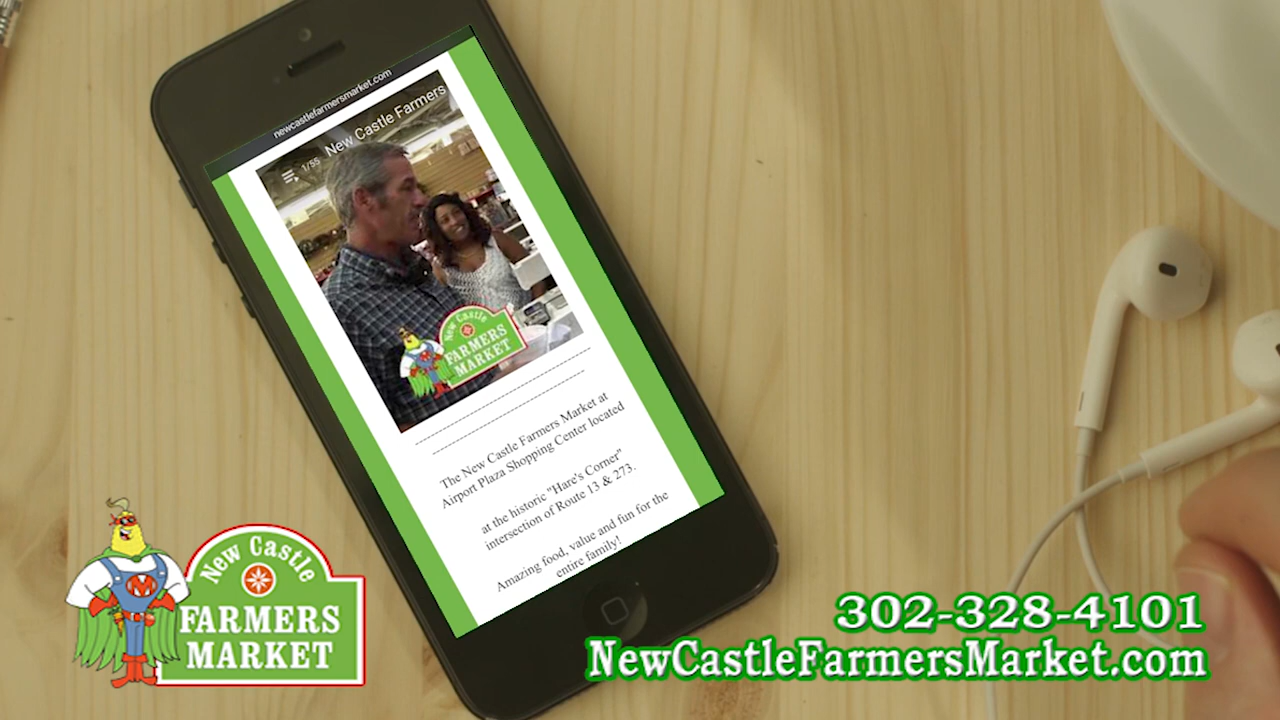 newcastlefarmersmarket.com
1/55 New Castle Farmers
New Castle
FARMERS
MARKET
The New Castle Farmers Market at
Airport Plaza Shopping Center located
at the historic "Hare's Corner"
intersection of Route 13 & 273.
Amazing food, value and fun for the
entire family!
M
New Castle
FARMERS
MARKET
302-328-4101
NewCastleFarmersMarket.com